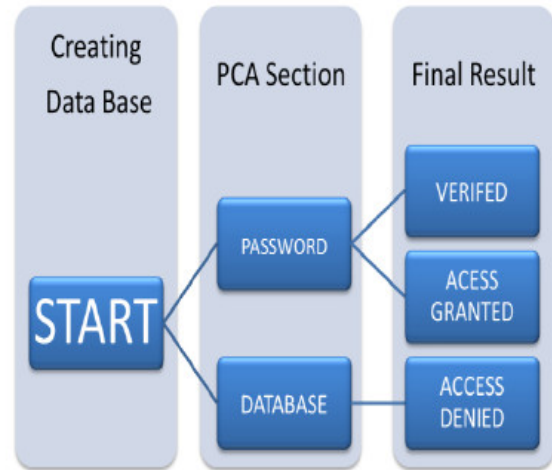 Creating
Data Base
PCA Section
Final Result
START
PASSWORD
DATABASE
VERIFED
ACESS
GRANTED
ACCESS
DENIED